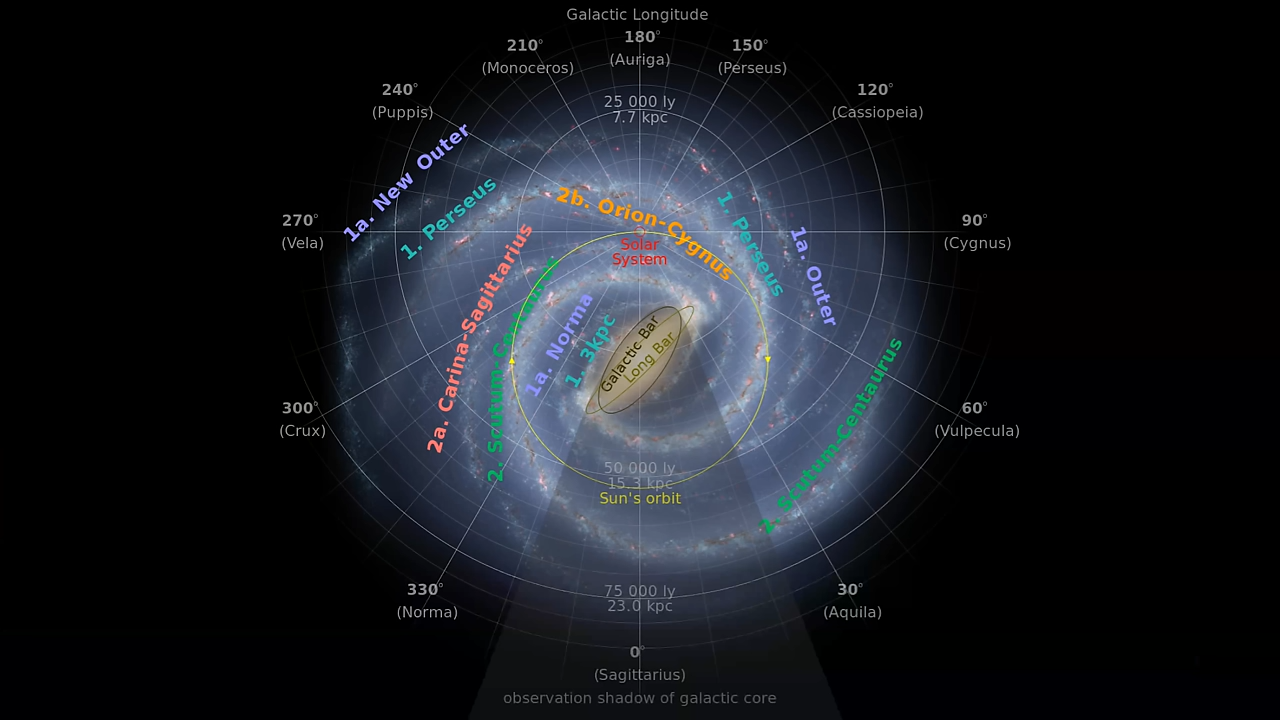 Galactic Longitude
180°
(Auriga)
210°
(Monoceros)
150°
(Perseus)
240°
(Puppis)
120°
(Cassiopeia)
25 000 ly
7.7 kpc
1a. New Outer
1. Perseus
2b. Orion-Cygnus
1. Perseus
1a. Outer
270°
(Vela)
90°
(Cygnus)
Solar
System
2a. Carina-Sagittarius
2. Scutum-Centaurus
1a. Norma
1. 3kpc
Galactic Bar
Long Bar
2. Scutum-Centaurus
300°
(Crux)
60°
(Vulpecula)
50 000 ly
15.3 kpc
Sun's orbit
330°
(Norma)
75 000 ly
23.0 kpc
30°
(Aquila)
0°
(Sagittarius)
observation shadow of galactic core